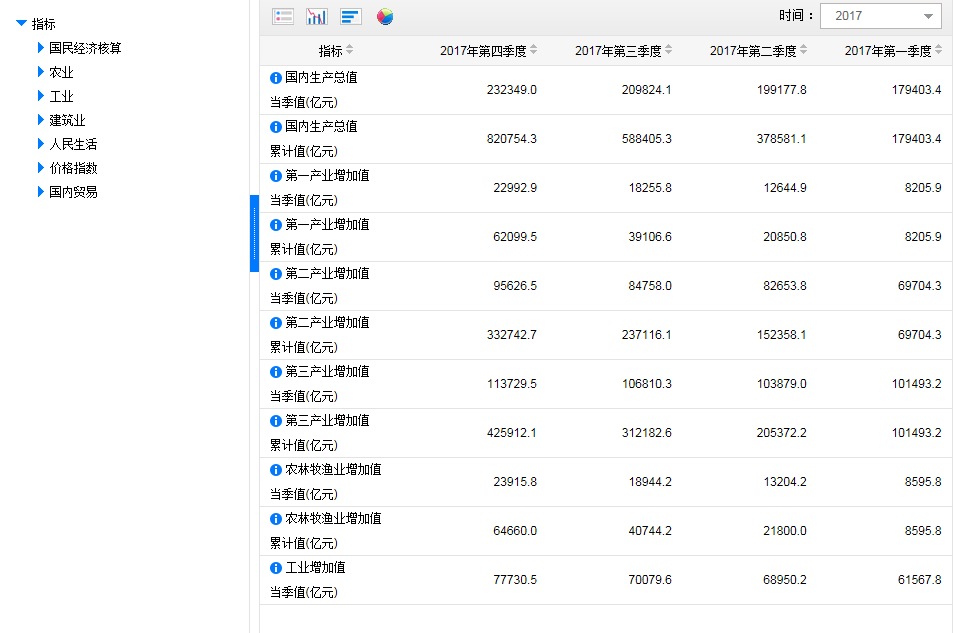 指标
国民经济核算
农业
工业
建筑业
人民生活
价格指数
国内贸易
时间： 2017
指标 2017年第四季度 2017年第三季度 2017年第二季度 2017年第一季度
国内生产总值
当季值(亿元) 232349.0 209824.1 199177.8 179403.4
国内生产总值
累计值(亿元) 820754.3 588405.3 378581.1 179403.4
第一产业增加值
当季值(亿元) 22992.9 18255.8 12644.9 8205.9
第一产业增加值
累计值(亿元) 62099.5 39106.6 20850.8 8205.9
第二产业增加值
当季值(亿元) 95626.5 84758.0 82653.8 69704.3
第二产业增加值
累计值(亿元) 332742.7 237116.1 152358.1 69704.3
第三产业增加值
当季值(亿元) 113729.5 106810.3 103879.0 101493.2
第三产业增加值
累计值(亿元) 425912.1 312182.6 205372.2 101493.2
农林牧渔业增加值
当季值(亿元) 23915.8 18944.2 13204.2 8595.8
农林牧渔业增加值
累计值(亿元) 64660.0 40744.2 21800.0 8595.8
工业增加值
当季值(亿元) 77730.5 70079.6 68950.2 61567.8